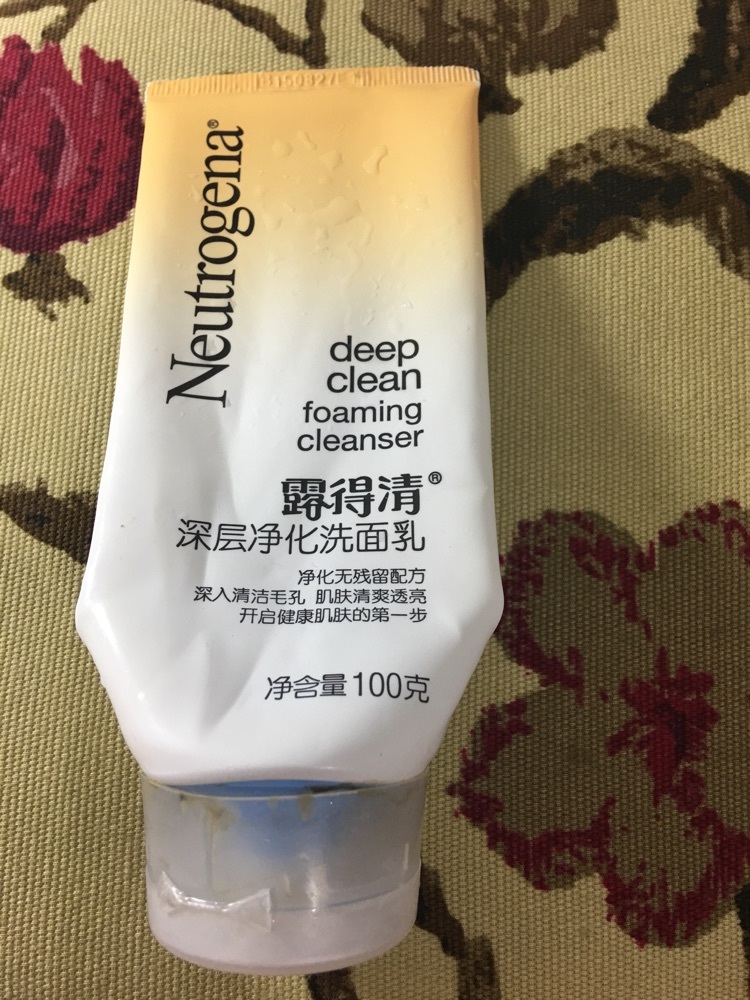 Neutrogena®
deep
clean
foaming
cleanser
露得清®
深层净化洗面乳
净化无残留配方
深入清洁毛孔 肌肤清爽透亮
开启健康肌肤的第一步
净含量100克